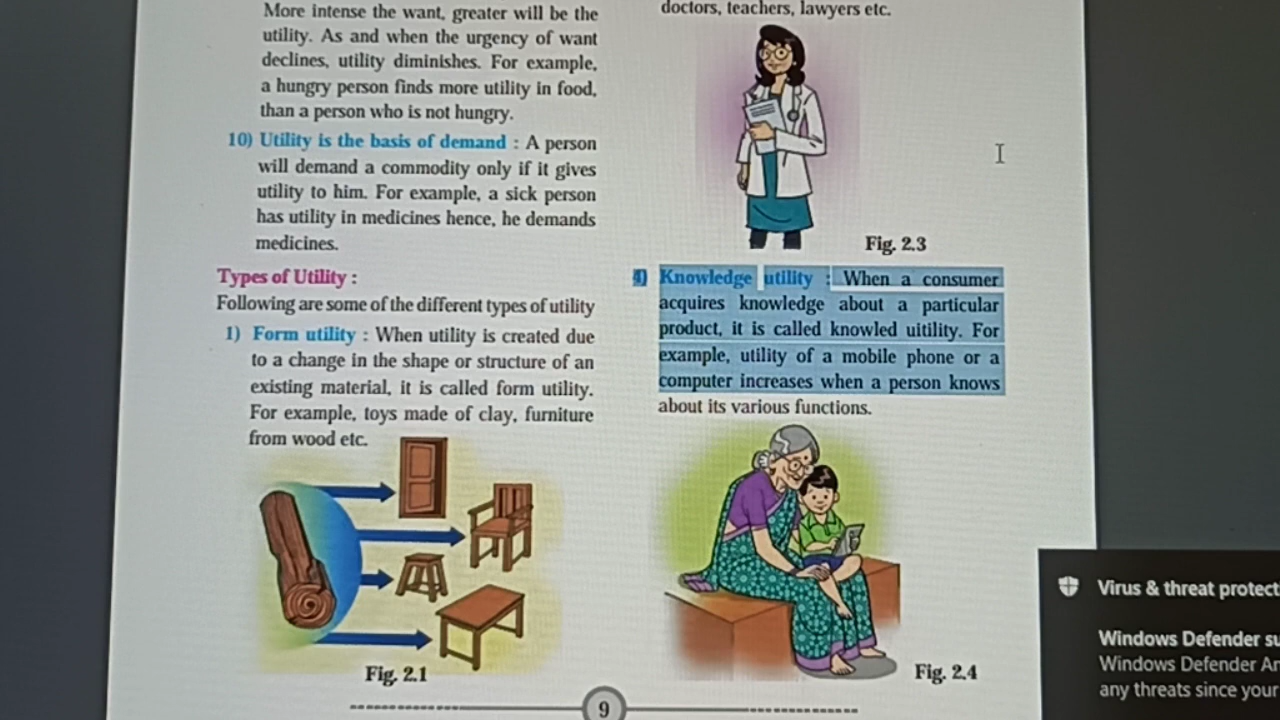 More intense the want, greater will be the
utility. As and when the urgency of want
declines, utility diminishes. For example,
a hungry person finds more utility in food,
than a person who is not hungry.
10) Utility is the basis of demand : A person
will demand a commodity only if it gives
utility to him. For example, a sick person
has utility in medicines hence, he demands
medicines.
Types of Utility :
Following are some of the different types of utility
1) Form utility : When utility is created due
to a change in the shape or structure of an
existing material, it is called form utility.
For example, toys made of clay, furniture
from wood etc.
Fig. 2.1
doctors, teachers, lawyers etc.
Fig. 2.3
4) Knowledge utility : When a consumer
acquires knowledge about a particular
product, it is called knowled uitility. For
example, utility of a mobile phone or a
computer increases when a person knows
about its various functions.
Fig. 2.4
9
Virus & threat protect
Windows Defender su
Windows Defender An
any threats since your